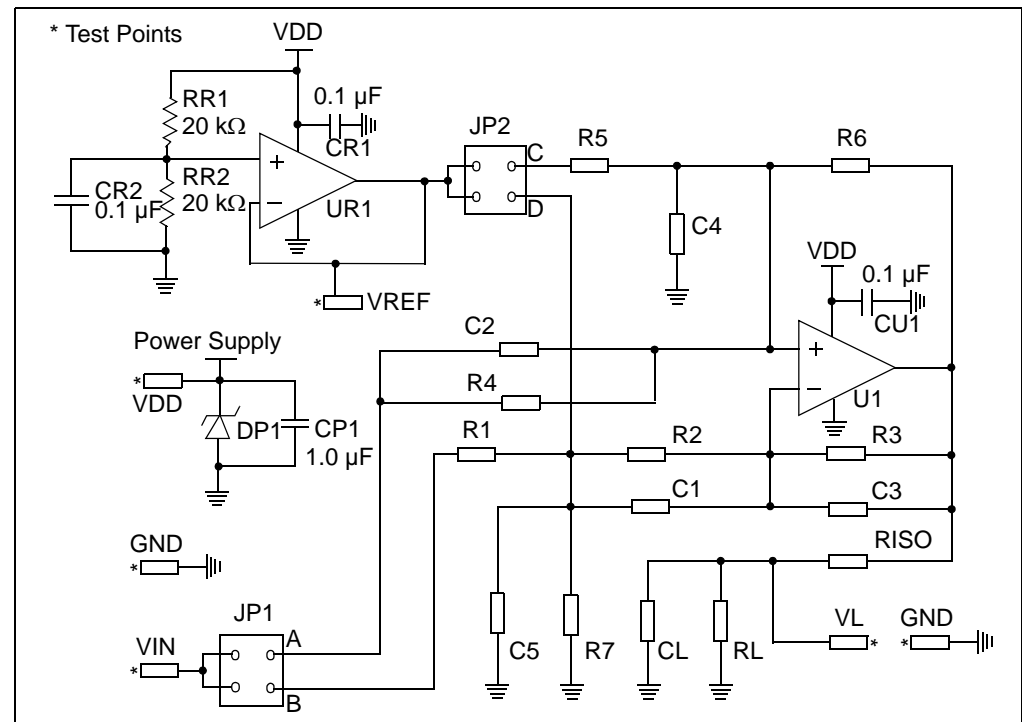 * Test Points
VDD
RR1
20 kΩ
0.1 µF
CR1
JP2
C
D
R5
R6
CR2
0.1 µF
RR2
20 kΩ
+
−
UR1
C4
VDD
0.1 µF
CU1
* VREF
C2
+
−
U1
Power Supply
*
VDD
R4
DP1
CP1
1.0 µF
R1
R2
R3
C1
C3
GND
*
RISO
JP1
A
B
VIN
*
C5
R7
CL
RL
VL
*
GND
*